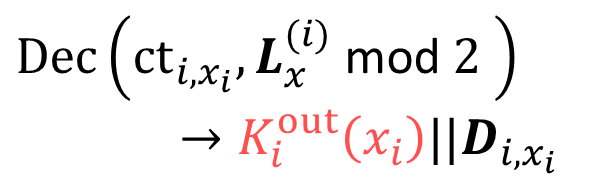 Dec(ct_{i,x_i}, L_x^{(i)} mod 2)
→ K_i^{out}(x_i)||D_{i,x_i}